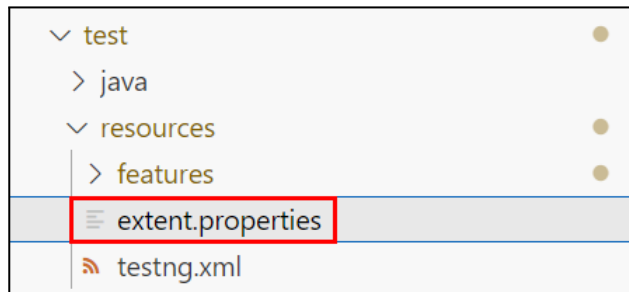 test
java
resources
features
extent.properties
testng.xml